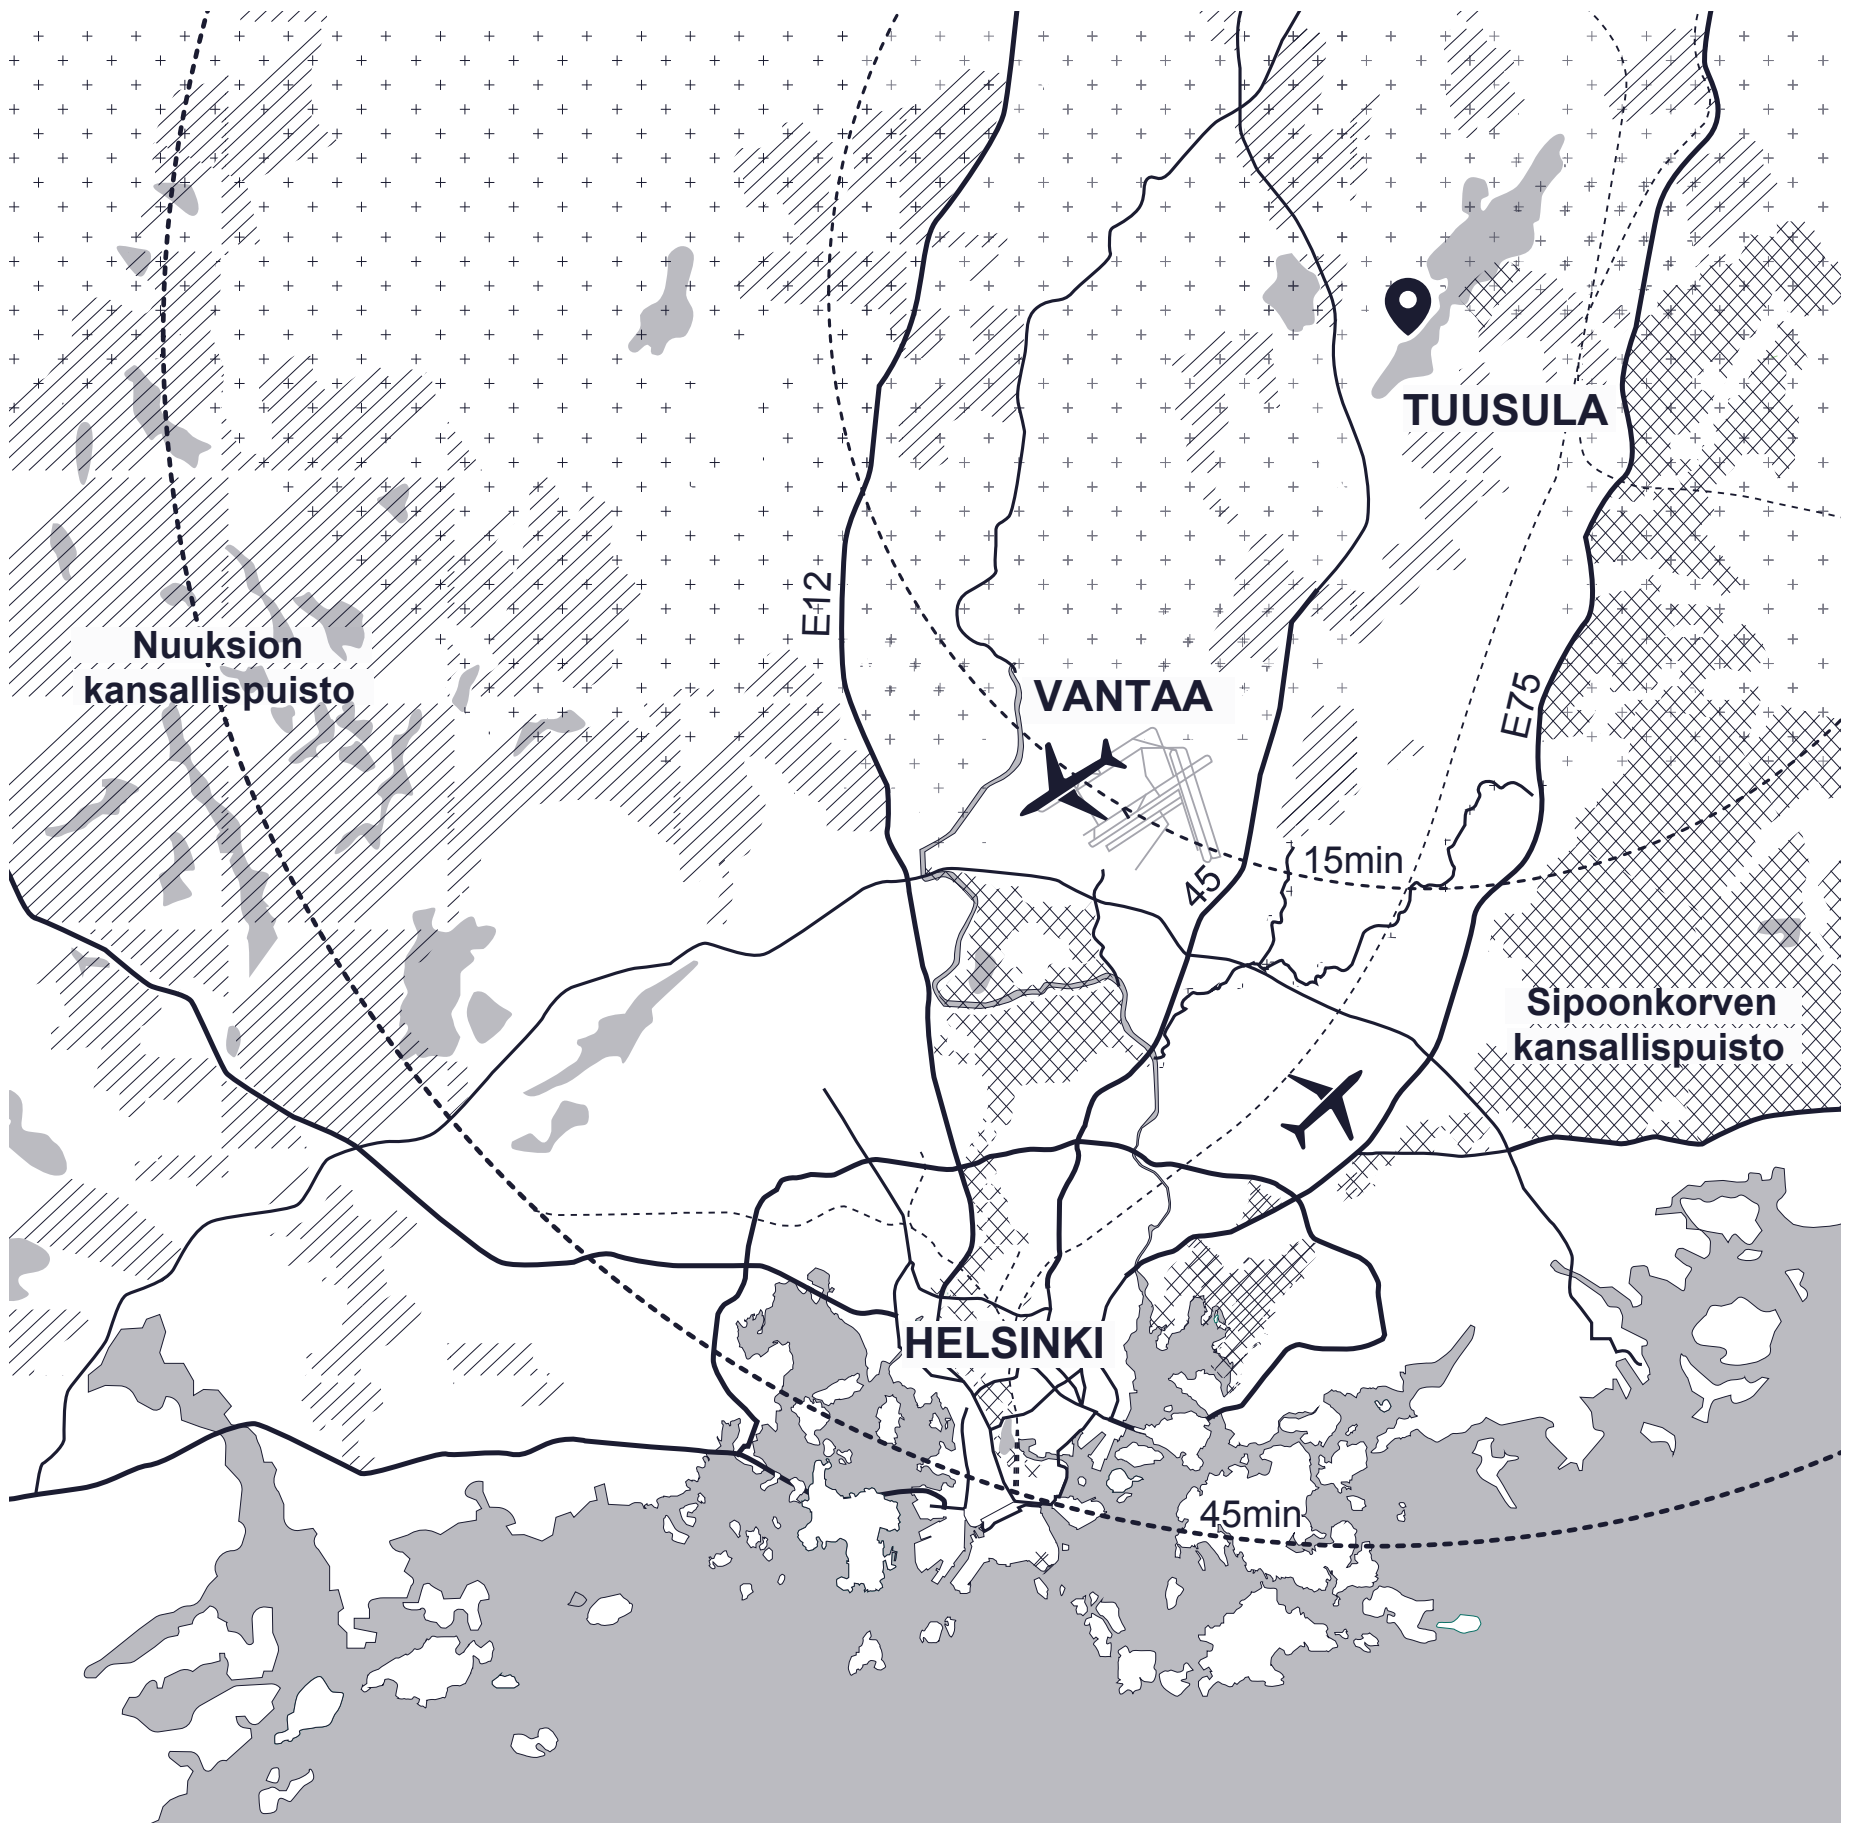 TUUSULA
E12
Nuuksion
kansallispuisto
VANTAA
E75
15min
45
Sipoonkorven
kansallispuisto
HELSINKI
45min